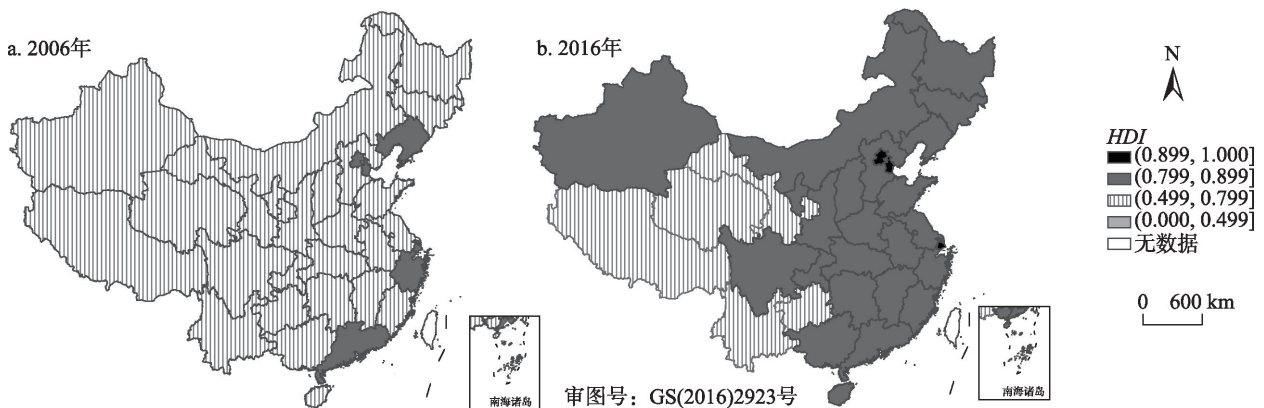 a. 2006年
b. 2016年
N
HDI
(0.899, 1.000]
(0.799, 0.899]
(0.499, 0.799]
(0.000, 0.499]
无数据
0 600 km
南海诸岛
南海诸岛
审图号：GS(2016)2923号